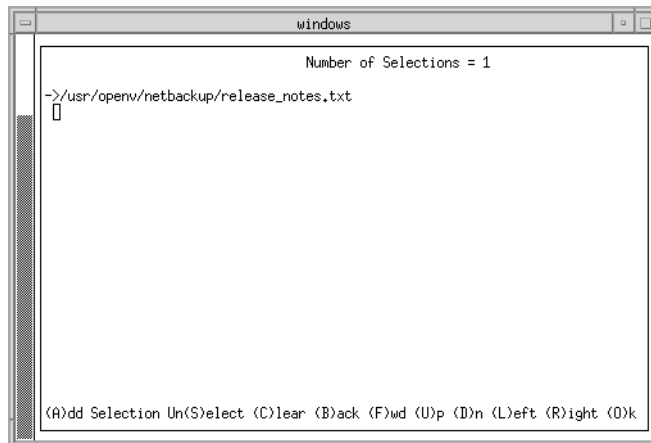 windows
Number of Selections = 1
->/usr/openv/netbackup/release_notes.txt
(A)dd Selection Un(S)elect (C)lear (B)ack (F)wd (U)p (D)n (L)eft (R)ight (O)k